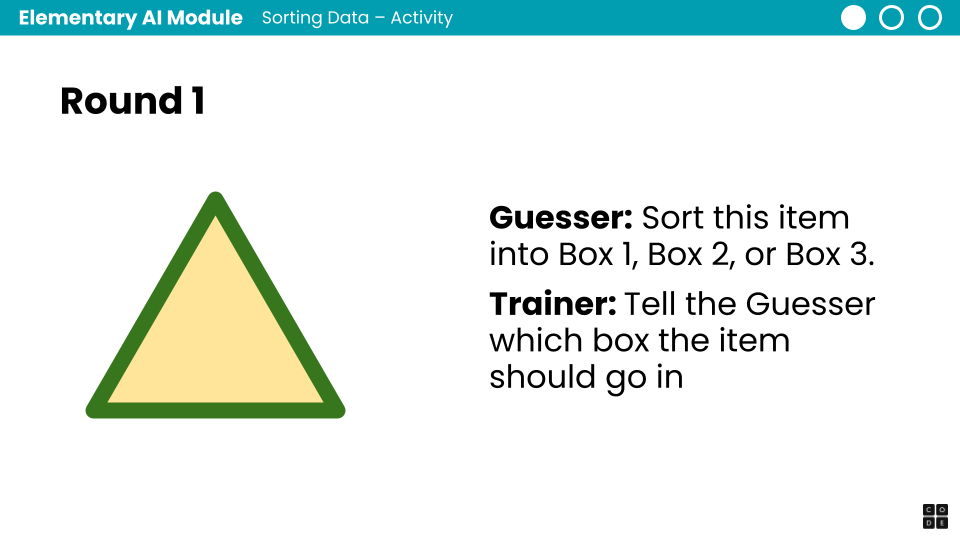 Elementary AI Module Sorting Data – Activity
Round 1
Guesser: Sort this item
into Box 1, Box 2, or Box 3.
Trainer: Tell the Guesser
which box the item
should go in
C O
D E